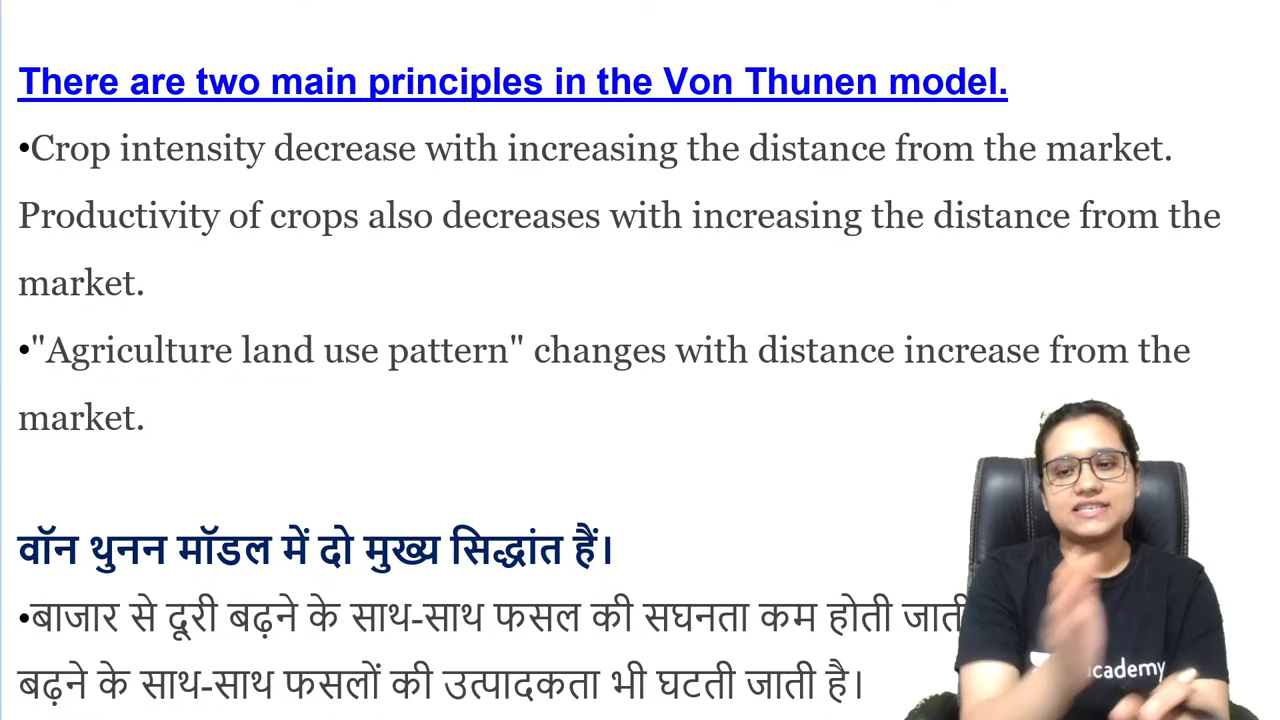 There are two main principles in the Von Thunen model.
•Crop intensity decrease with increasing the distance from the market.
Productivity of crops also decreases with increasing the distance from the
market.
•"Agriculture land use pattern" changes with distance increase from the
market.
वॉन थुनन मॉडल में दो मुख्य सिद्धांत हैं।
•बाजार से दूरी बढ़ने के साथ-साथ फसल की सघनता कम होती जाती
बढ़ने के साथ-साथ फसलों की उत्पादकता भी घटती जाती है।